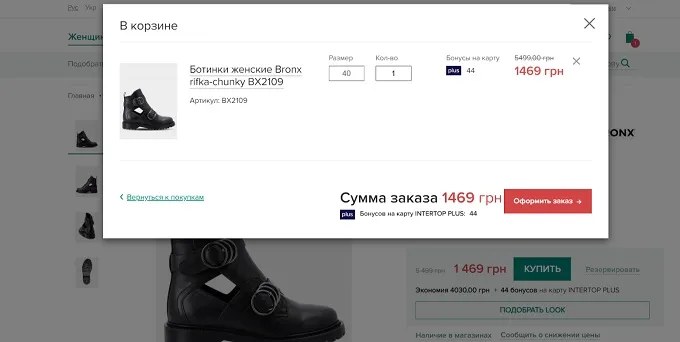 Рус Укр
В корзине
Женщин
1
Подобрат
Размер Кол-во Бонусы на карту 5499.00 грн
40 1 plus 44 1469 грн
Ботинки женские Bronx
rifka-chunky BX2109
Артикул: BX2109
Главная
Вернуться к покупкам
Сумма заказа 1469 грн
Оформить заказ
plus Бонусов на карту INTERTOP PLUS: 44
5 499 грн 1 469 грн КУПИТЬ Резервировать
Экономия 4030.00 грн + 44 бонусов на карту INTERTOP PLUS
ПОДОБРАТЬ LOOK
Наличие в магазинах Сообщить о снижении цены